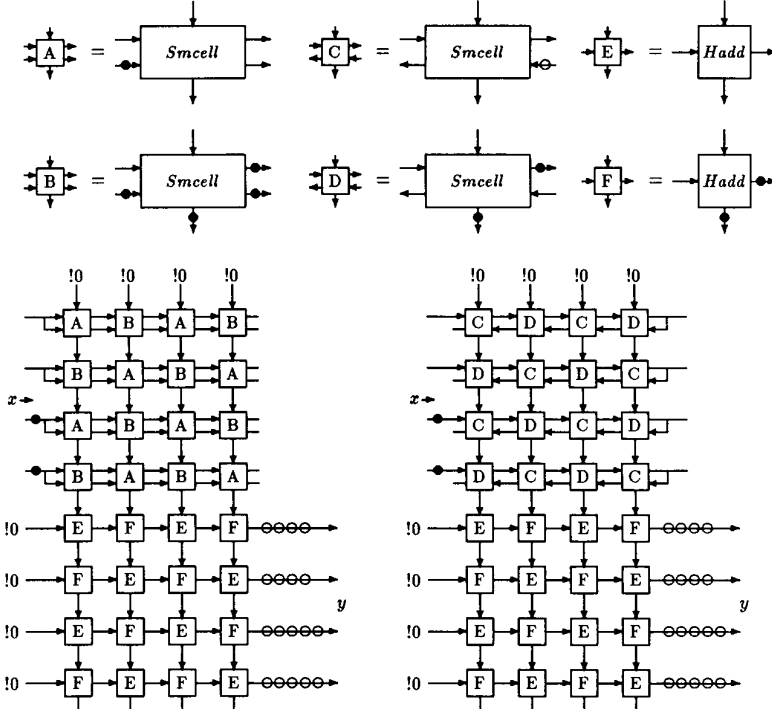 A = Smcell C = Smcell E = Hadd
B = Smcell D = Smcell F = Hadd
!0 !0 !0 !0 !0 !0 !0 !0
A B A B C D C D
B A B A D C D C
x x
A B A B C D C D
B A B A D C D C
!0 E F E F !0 E F E F
!0 F E F E !0 F E F E
y y
!0 E F E F !0 E F E F
!0 F E F E !0 F E F E